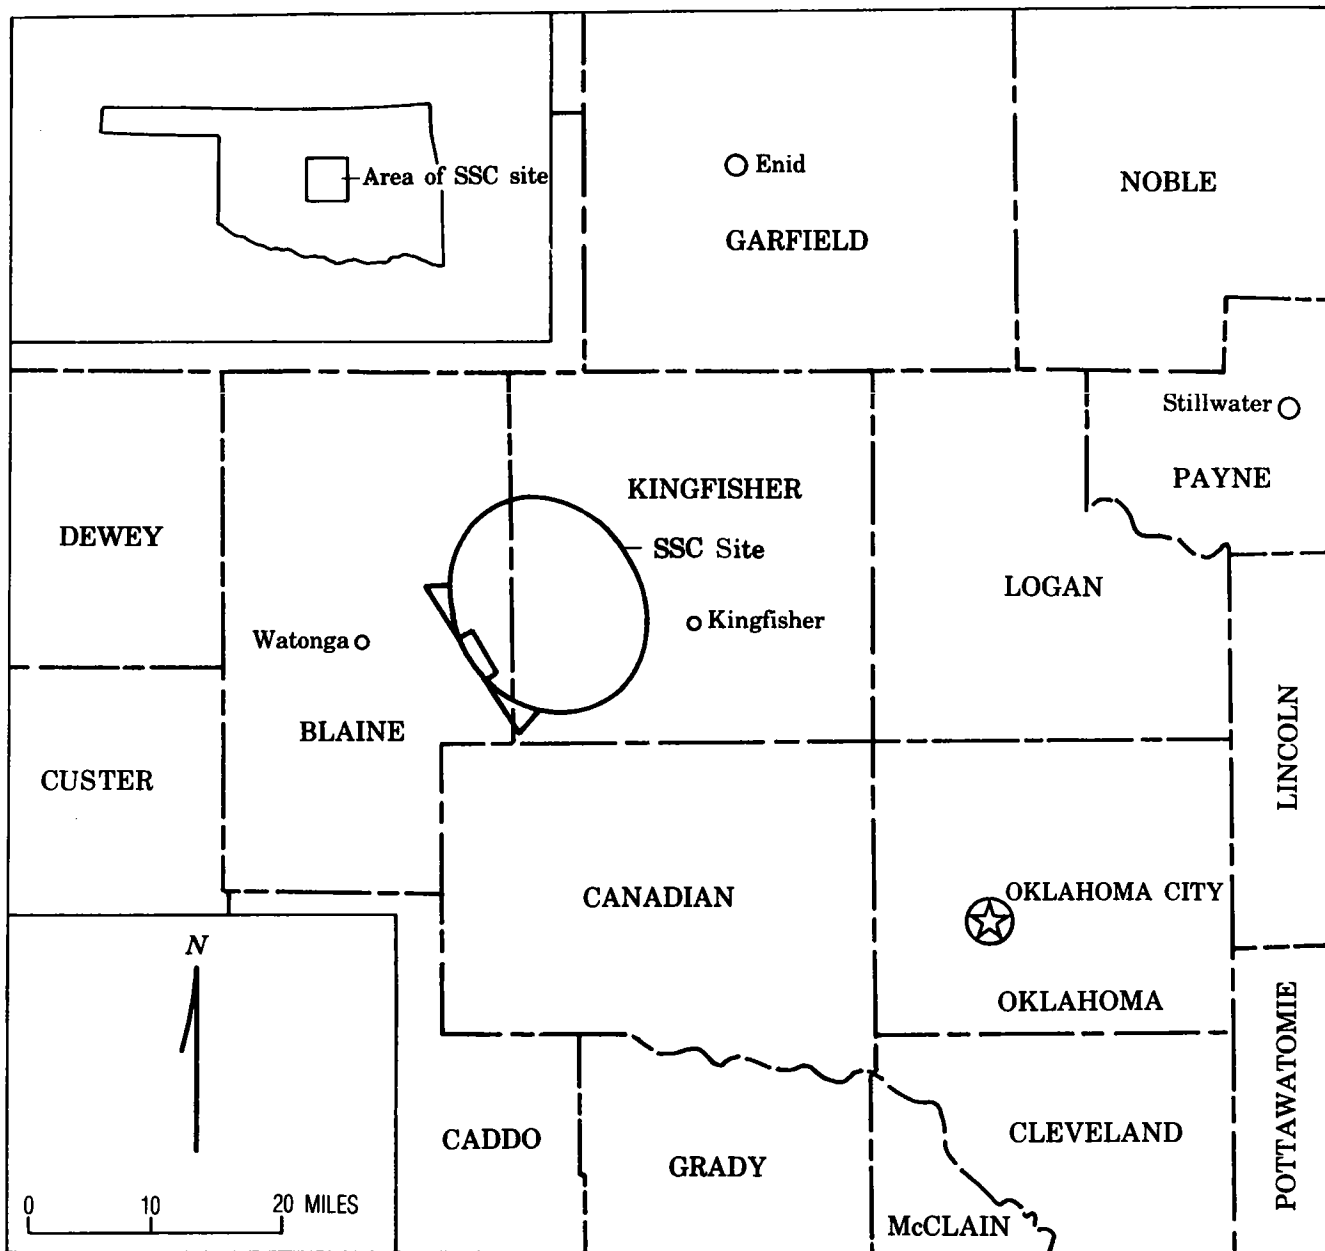 Enid
Area of SSC site
NOBLE
GARFIELD
Stillwater
PAYNE
KINGFISHER
DEWEY
SSC Site
LOGAN
Kingfisher
Watonga
BLAINE
LINCOLN
CUSTER
CANADIAN
OKLAHOMA CITY
N
OKLAHOMA
POTTAWATOMIE
CADDO
CLEVELAND
GRADY
0 10 20 MILES
McCLAIN